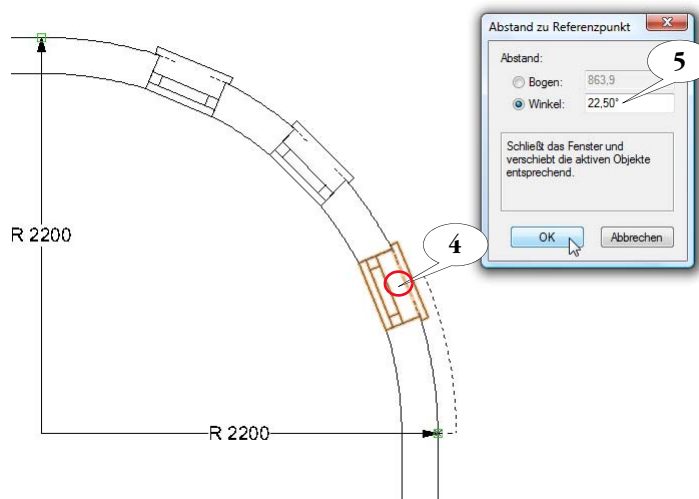 Abstand zu Referenzpunkt
Abstand:
Bogen: 863,9
Winkel: 22,50°
5
Schließt das Fenster und
verschiebt die aktiven Objekte
entsprechend.
OK
Abbrechen
R 2200
4
R 2200